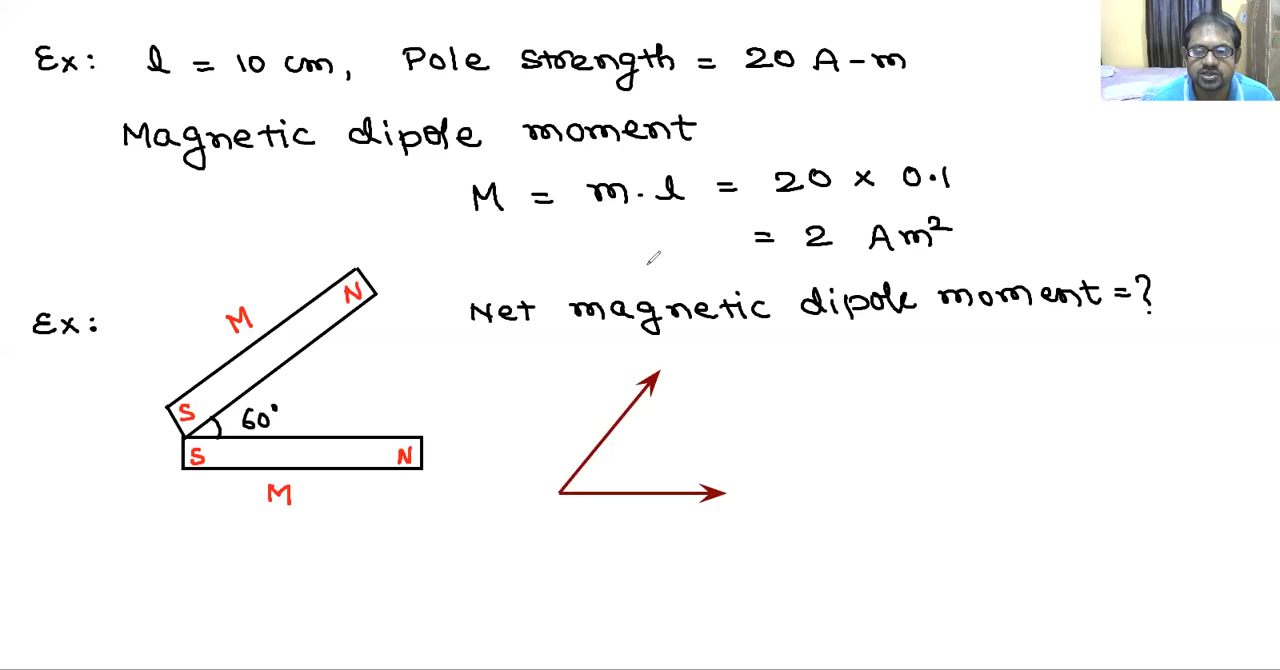 Ex: l = 10 cm, Pole strength = 20 A-m
Magnetic dipole moment
M = m.l = 20 x 0.1
= 2 Am²
Ex:
Net magnetic dipole moment = ?
M
N
S
60°
S
N
M